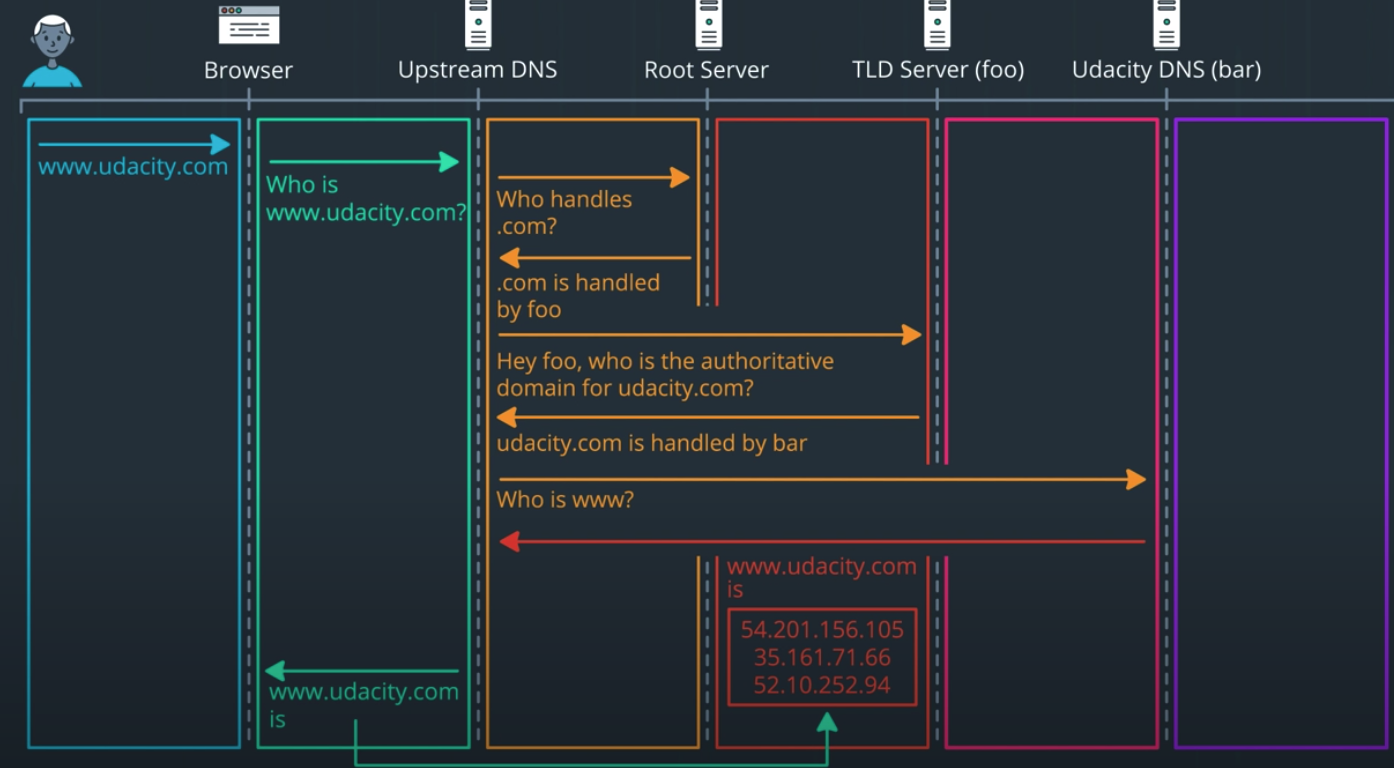 Browser
Upstream DNS
Root Server
TLD Server (foo)
Udacity DNS (bar)
www.udacity.com
Who is
www.udacity.com?
Who handles
.com?
.com is handled
by foo
Hey foo, who is the authoritative
domain for udacity.com?
udacity.com is handled by bar
Who is www?
www.udacity.com
is
54.201.156.105
35.161.71.66
52.10.252.94
www.udacity.com
is